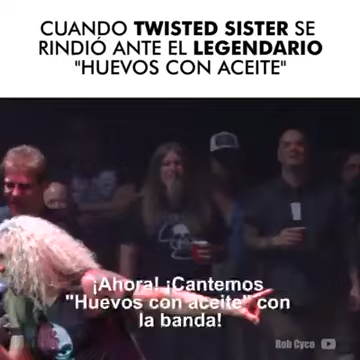 CUANDO TWISTED SISTER SE
RINDIÓ ANTE EL LEGENDARIO
"HUEVOS CON ACEITE"
¡Ahora! ¡Cantemos
"Huevos con aceite" con
la banda!
Rob Cyco